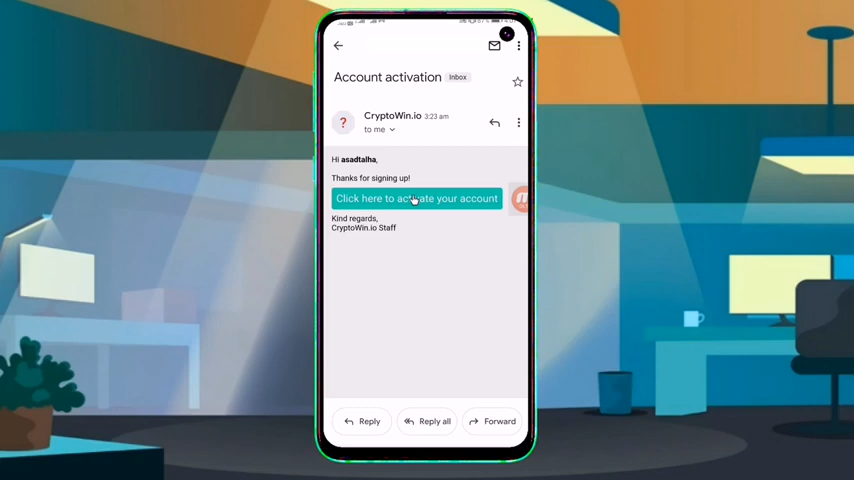 Account activation Inbox
CryptoWin.io 3:23 am
to me
Hi asadtalha,
Thanks for signing up!
Click here to activate your account
Kind regards,
CryptoWin.io Staff
Reply
Reply all
Forward